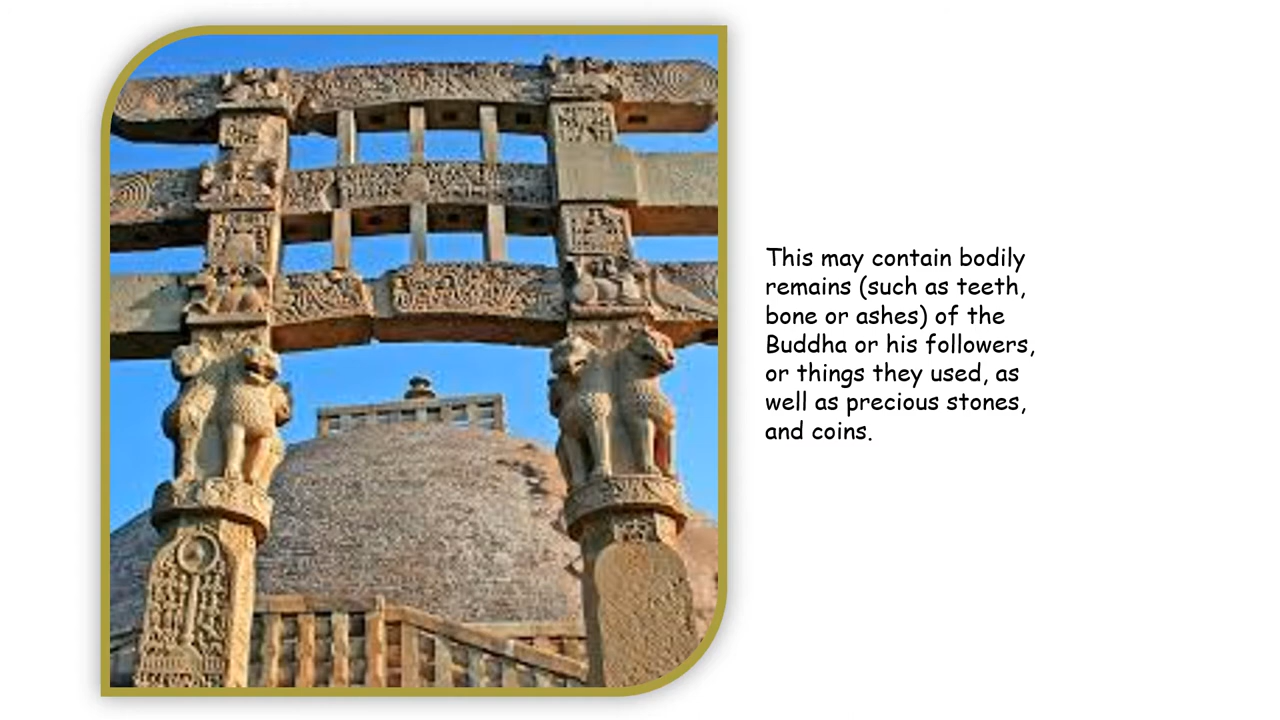 This may contain bodily
remains (such as teeth,
bone or ashes) of the
Buddha or his followers,
or things they used, as
well as precious stones,
and coins.